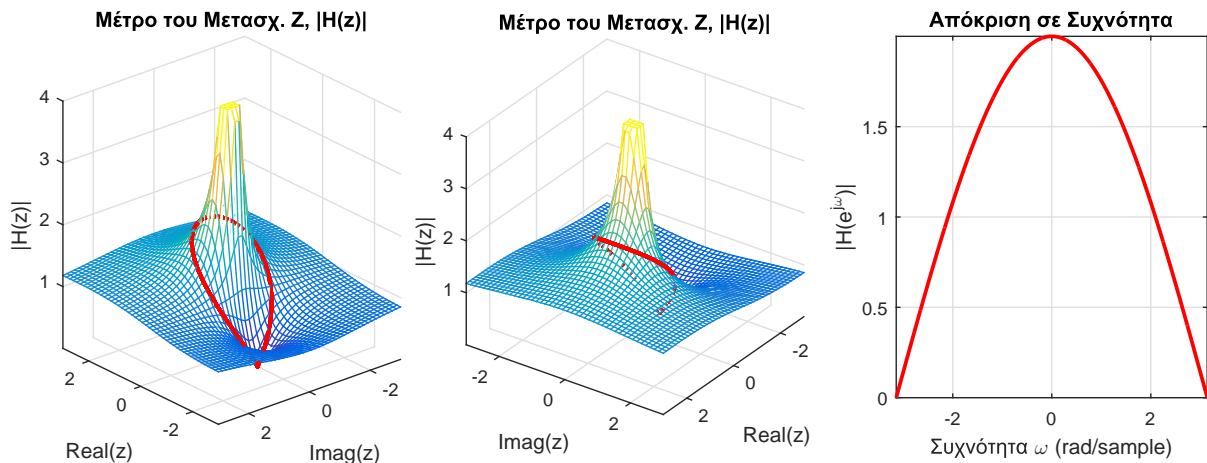 Μέτρο του Μετασχ. Z, |H(z)|
4
3
2
1
|H(z)|
2
0
-2
Real(z)
2
0
-2
Imag(z)
Μέτρο του Μετασχ. Z, |H(z)|
4
3
2
1
|H(z)|
-2
0
2
Imag(z)
2
0
-2
Real(z)
Απόκριση σε Συχνότητα
1.5
1
0.5
0
|H(e^{jω})|
-2
0
2
Συχνότητα ω (rad/sample)